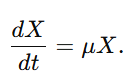 dX/dt = μX.